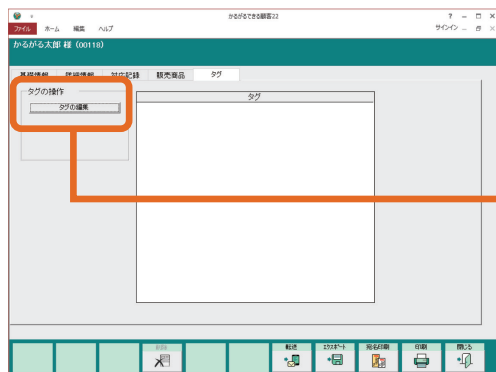 かるがるできる顧客22
サインイン
ファイル ホーム 編集 ヘルプ
かるがる太郎 様 (00118)
基礎情報 詳細情報 対応記録 販売商品 タグ
タグの操作
タグの編集
タグ
削除 転送 エクスポート 宛名印刷 印刷 閉じる